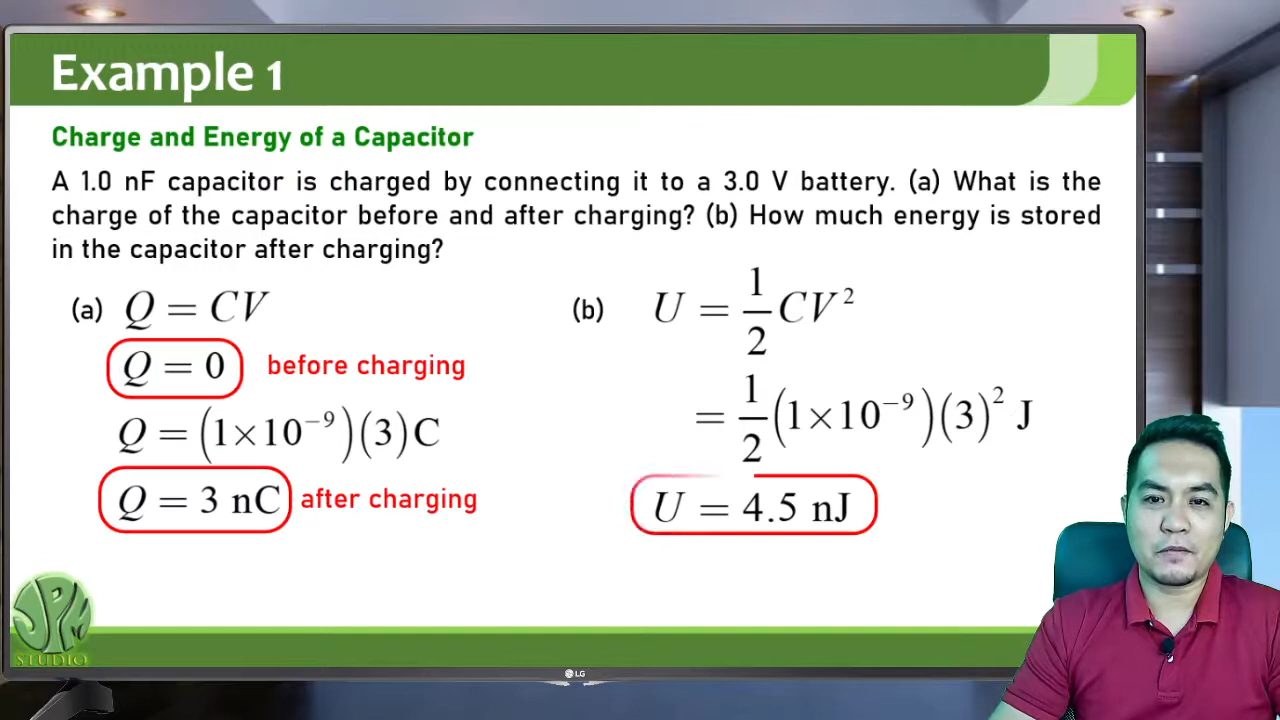 Example 1
Charge and Energy of a Capacitor
A 1.0 nF capacitor is charged by connecting it to a 3.0 V battery. (a) What is the
charge of the capacitor before and after charging? (b) How much energy is stored
in the capacitor after charging?
(a) Q = CV
Q = 0 before charging
Q = (1×10⁻⁹)(3) C
Q = 3 nC after charging
(b) U = 1/2 CV²
= 1/2 (1×10⁻⁹)(3)² J
U = 4.5 nJ
JPM
STUDIO
LG